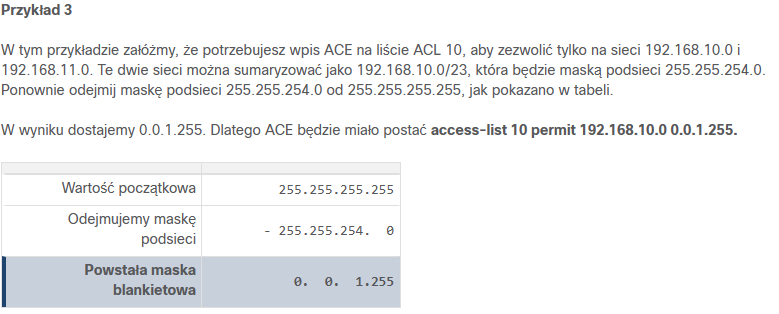 Przykład 3
W tym przykładzie załóżmy, że potrzebujesz wpis ACE na liście ACL 10, aby zezwolić tylko na sieci 192.168.10.0 i
192.168.11.0. Te dwie sieci można sumaryzować jako 192.168.10.0/23, która będzie maską podsieci 255.255.254.0.
Ponownie odejmij maskę podsieci 255.255.254.0 od 255.255.255.255, jak pokazano w tabeli.
W wyniku dostajemy 0.0.1.255. Dlatego ACE będzie miało postać access-list 10 permit 192.168.10.0 0.0.1.255.
Wartość początkowa 255.255.255.255
Odejmujemy maskę
podsieci - 255.255.254.  0
Powstała maska
blankietowa 0.  0.  1.255